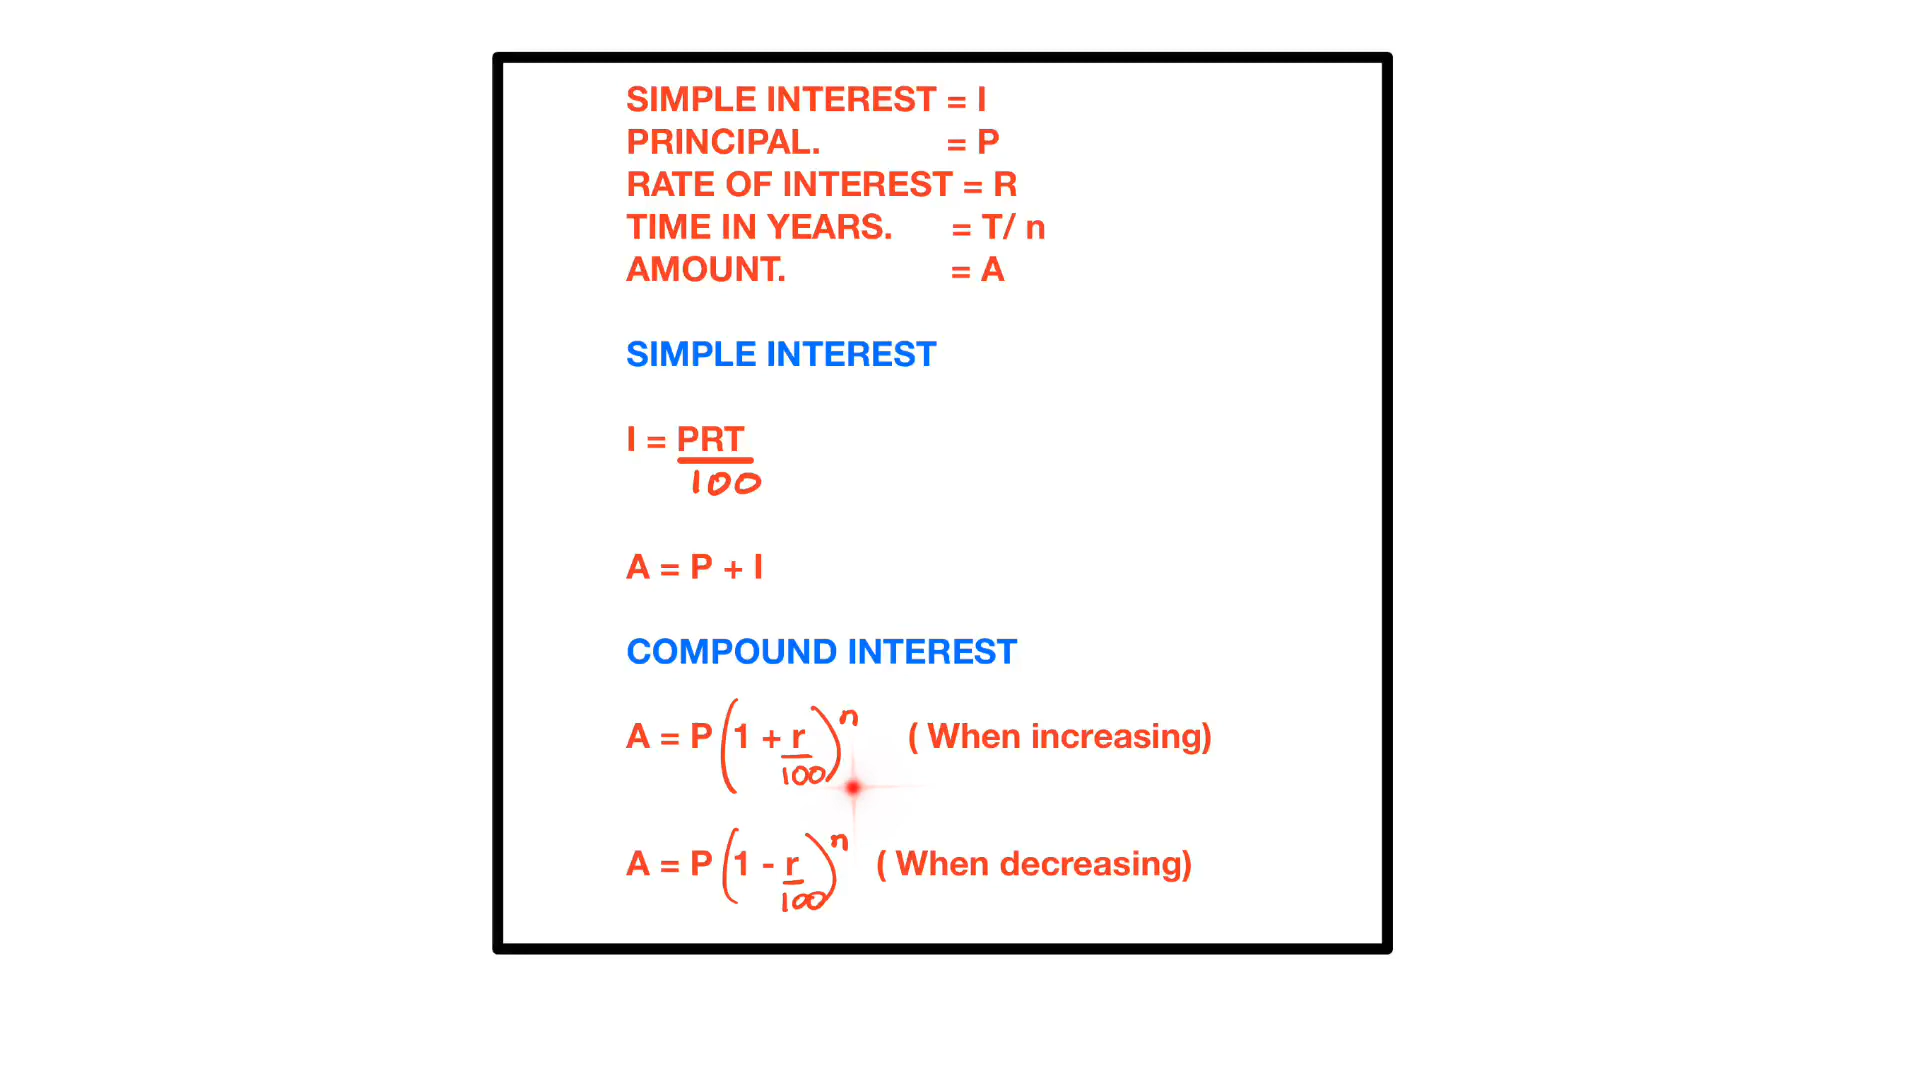 SIMPLE INTEREST = I
PRINCIPAL. = P
RATE OF INTEREST = R
TIME IN YEARS. = T/ n
AMOUNT. = A
SIMPLE INTEREST
I = PRT
100
A = P + I
COMPOUND INTEREST
A = P(1 + r/100)^n ( When increasing)
A = P(1 - r/100)^n ( When decreasing)